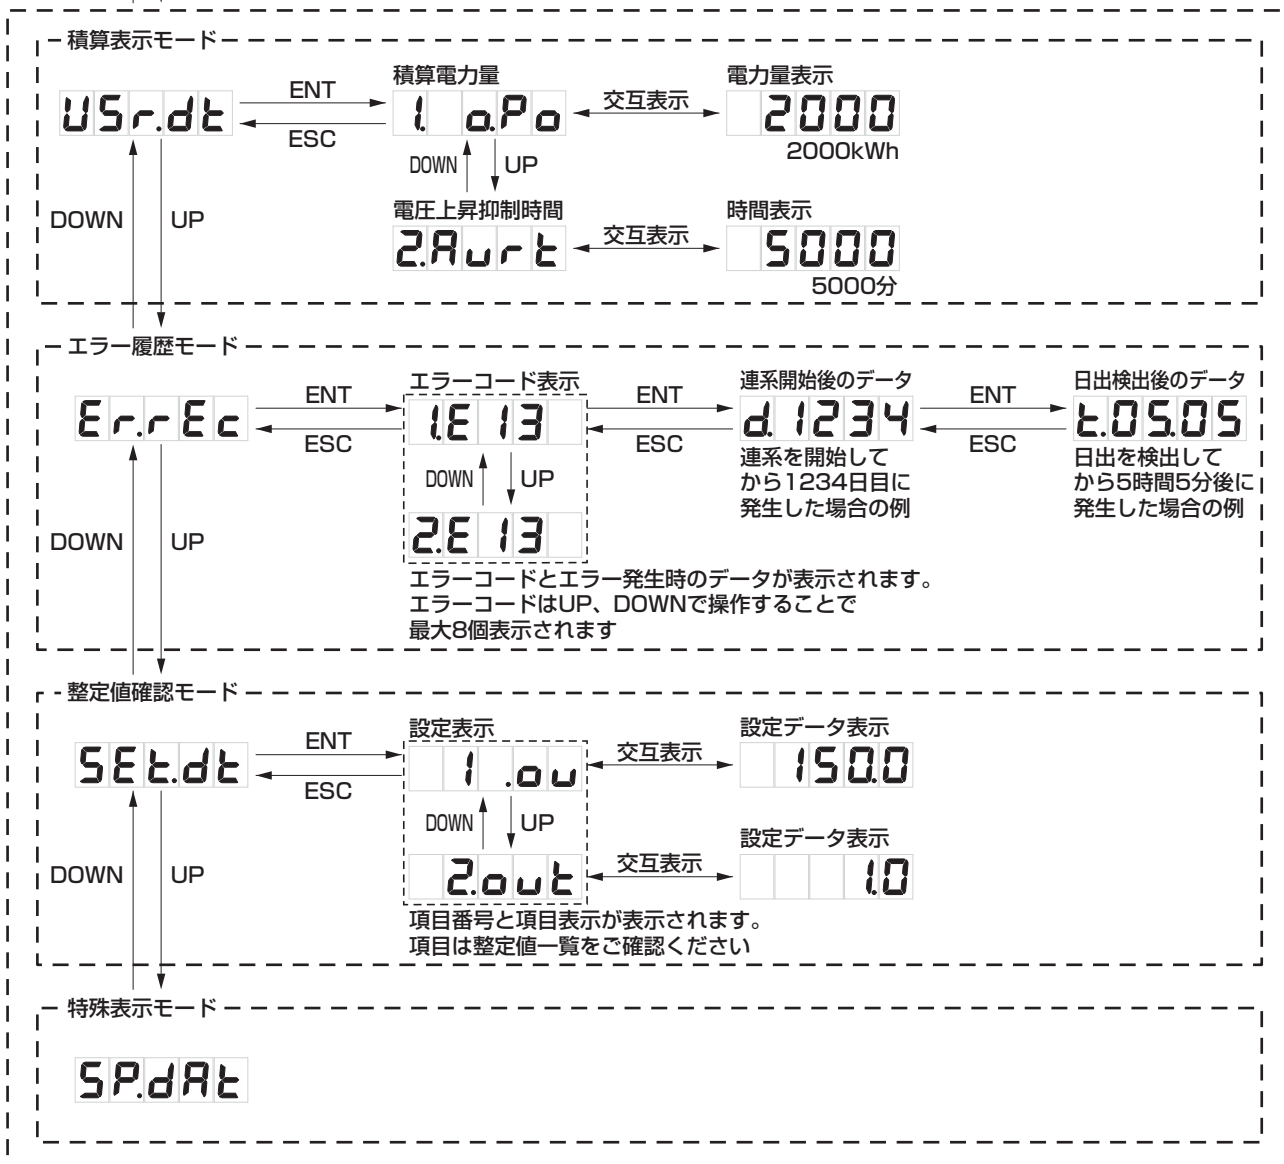 積算表示モード
積算電力量
電力量表示
USr.dt
ENT
ESC
1. o.Po
交互表示
2000
2000kWh
DOWN
UP
DOWN
UP
電圧上昇抑制時間
時間表示
2.Avrt
交互表示
5000
5000分
エラー履歴モード
エラーコード表示
連系開始後のデータ
日出検出後のデータ
Er.rEc
ENT
ESC
1.E13
ENT
ESC
d.1234
ENT
ESC
t.05.05
連系を開始して
から1234日目に
発生した場合の例
日出を検出して
から5時間5分後に
発生した場合の例
DOWN
UP
2.E13
DOWN
UP
エラーコードとエラー発生時のデータが表示されます。
エラーコードはUP、DOWNで操作することで
最大8個表示されます
整定値確認モード
設定表示
設定データ表示
SEt.dt
ENT
ESC
1 .ov
交互表示
150.0
DOWN
UP
設定データ表示
DOWN
UP
2.out
交互表示
1.0
項目番号と項目表示が表示されます。
項目は整定値一覧をご確認ください
特殊表示モード
SP.dAt